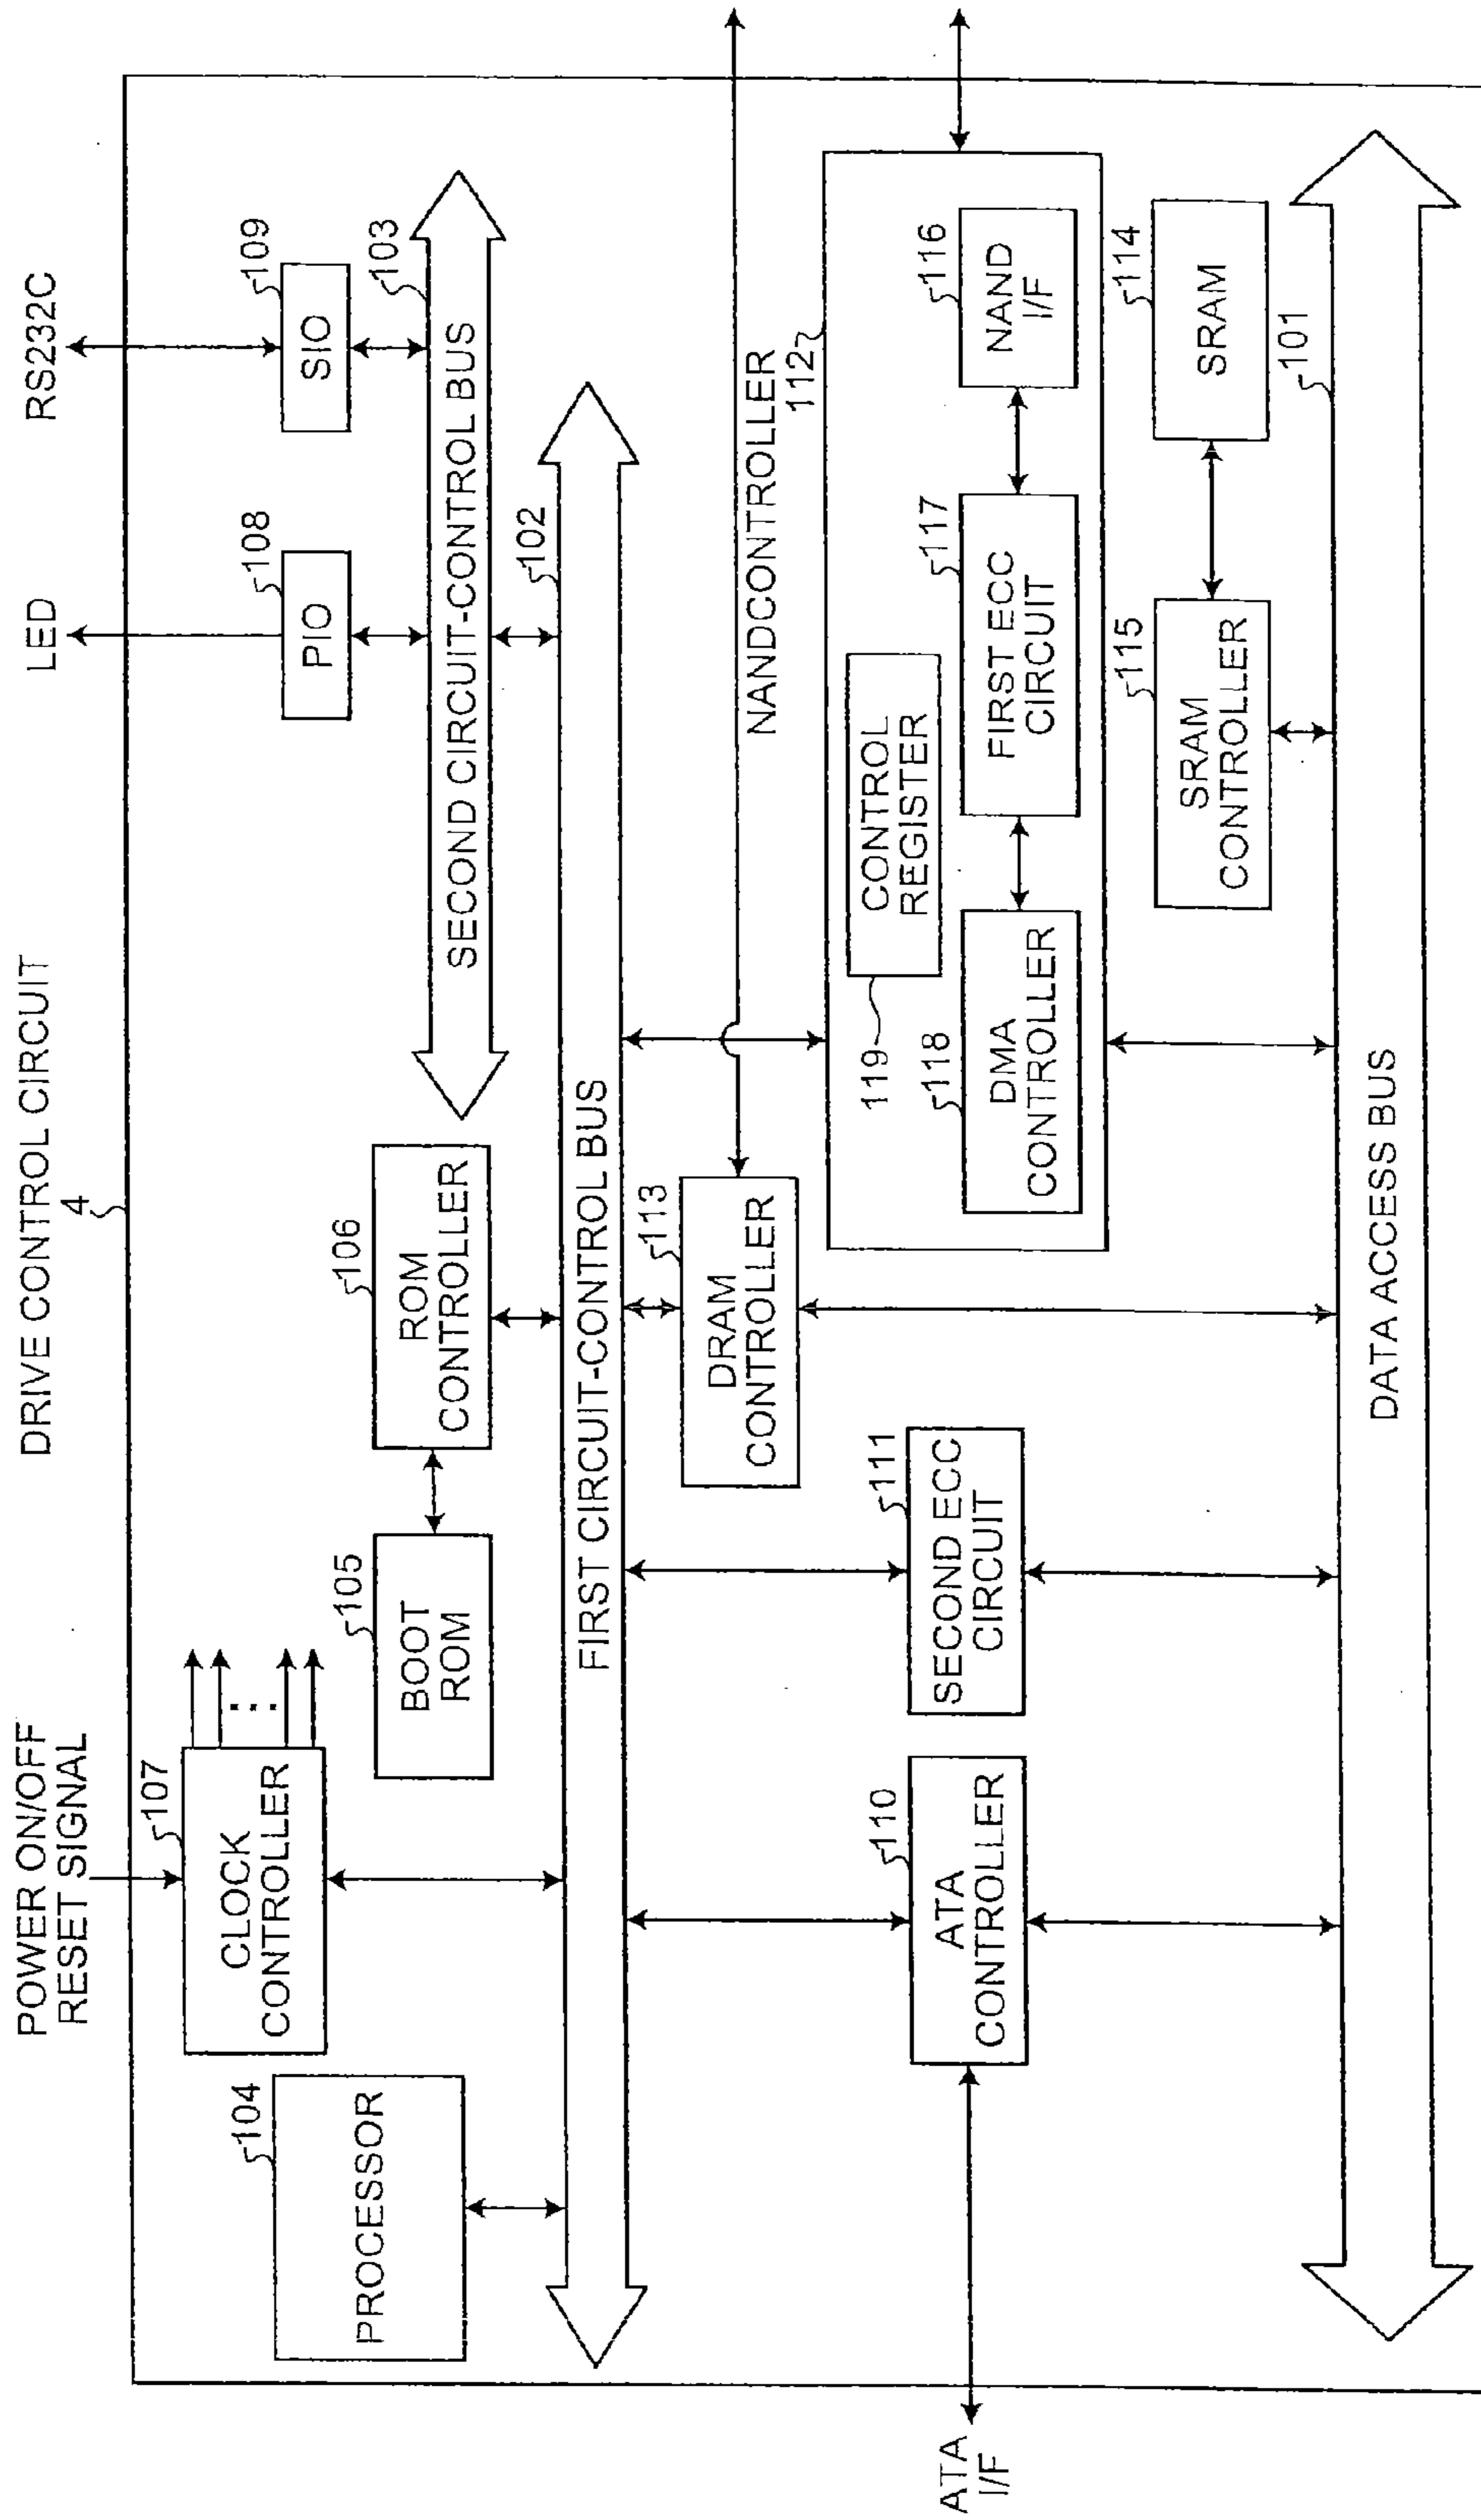 DRIVE CONTROL CIRCUIT
4
POWER ON/OFF
RESET SIGNAL
LED
RS232C
107
CLOCK
CONTROLLER
104
PROCESSOR
105
BOOT
ROM
106
ROM
CONTROLLER
108
PIO
109
SIO
103
SECOND CIRCUIT-CONTROL BUS
102
FIRST CIRCUIT-CONTROL BUS
113
DRAM
CONTROLLER
NANDCONTROLLER
112
119
CONTROL
REGISTER
118
DMA
CONTROLLER
117
FIRST ECC
CIRCUIT
116
NAND
I/F
ATA
I/F
110
ATA
CONTROLLER
111
SECOND ECC
CIRCUIT
115
SRAM
CONTROLLER
114
SRAM
101
DATA ACCESS BUS